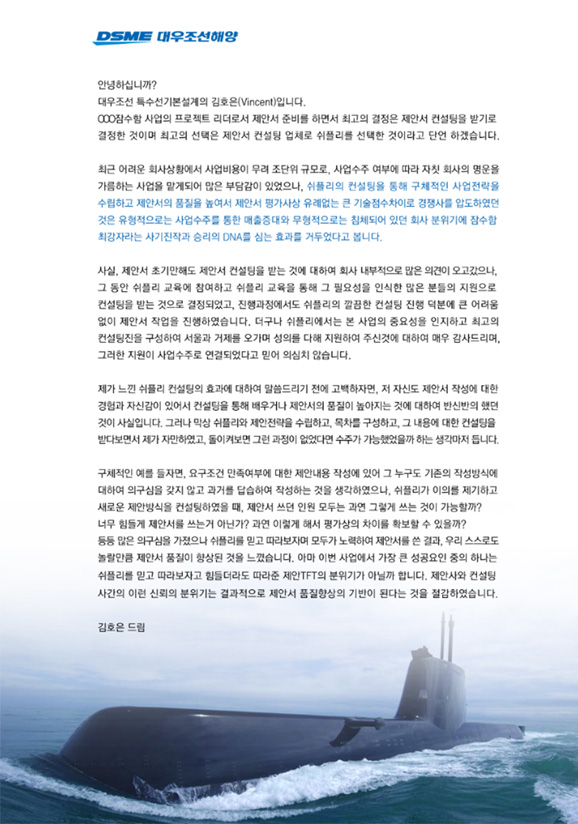 DSME 대우조선해양
안녕하십니까?
대우조선 특수선기본설계의 김호은(Vincent)입니다.
OOO잠수함 사업의 프로젝트 리더로서 제안서 준비를 하면서 최고의 결정은 제안서 컨설팅을 받기로
결정한 것이며 최고의 선택은 제안서 컨설팅 업체로 쉬플리를 선택한 것이라고 단언 하겠습니다.
최근 어려운 회사상황에서 사업비용이 무려 조단위 규모로, 사업수주 여부에 따라 자칫 회사의 명운을
가름하는 사업을 맡게되어 많은 부담감이 있었으나, 쉬플리의 컨설팅을 통해 구체적인 사업전략을
수립하고 제안서의 품질을 높여서 제안서 평가사상 유례없는 큰 기술점수차이로 경쟁사를 압도하였던
것은 유형적으로는 사업수주를 통한 매출증대와 무형적으로는 침체되어 있던 회사 분위기에 잠수함
최강자라는 사기진작과 승리의 DNA를 심는 효과를 거두었다고 봅니다.
사실, 제안서 초기만해도 제안서 컨설팅을 받는 것에 대하여 회사 내부적으로 많은 의견이 오고갔으나,
그 동안 쉬플리 교육에 참여하고 쉬플리 교육을 통해 그 필요성을 인식한 많은 분들의 지원으로
컨설팅을 받는 것으로 결정되었고, 진행과정에서도 쉬플리의 깔끔한 컨설팅 진행 덕분에 큰 어려움
없이 제안서 작업을 진행하였습니다. 더구나 쉬플리에서는 본 사업의 중요성을 인지하고 최고의
컨설팅진을 구성하여 서울과 거제를 오가며 성의를 다해 지원하여 주신것에 대하여 매우 감사드리며,
그러한 지원이 사업수주로 연결되었다고 믿어 의심치 않습니다.
제가 느낀 쉬플리 컨설팅의 효과에 대하여 말씀드리기 전에 고백하자면, 저 자신도 제안서 작성에 대한
경험과 자신감이 있어서 컨설팅을 통해 배우거나 제안서의 품질이 높아지는 것에 대하여 반신반의 했던
것이 사실입니다. 그러나 막상 쉬플리와 제안전략을 수립하고, 목차를 구성하고, 그 내용에 대한 컨설팅을
받다보면서 제가 자만하였고, 돌이켜보면 그런 과정이 없었다면 수주가 가능했었을까 하는 생각마저 듭니다.
구체적인 예를 들자면, 요구조건 만족여부에 대한 제안내용 작성에 있어 그 누구도 기존의 작성방식에
대하여 의구심을 갖지 않고 과거를 답습하여 작성하는 것을 생각하였으나, 쉬플리가 이의를 제기하고
새로운 제안방식을 컨설팅하였을 때, 제안서 쓰던 인원 모두는 과연 그렇게 쓰는 것이 가능할까?
너무 힘들게 제안서를 쓰는거 아닌가? 과연 이렇게 해서 평가상의 차이를 확보할 수 있을까?
등등 많은 의구심을 가졌으나 쉬플리를 믿고 따라보자며 모두가 노력하여 제안서를 쓴 결과, 우리 스스로도
놀랄만큼 제안서 품질이 향상된 것을 느꼈습니다. 아마 이번 사업에서 가장 큰 성공요인 중의 하나는
쉬플리를 믿고 따라보자고 힘들더라도 따라준 제안TFT의 분위기가 아닐까 합니다. 제안사와 컨설팅
사간의 이런 신뢰의 분위기는 결과적으로 제안서 품질향상의 기반이 된다는 것을 절감하였습니다.
김호은 드림